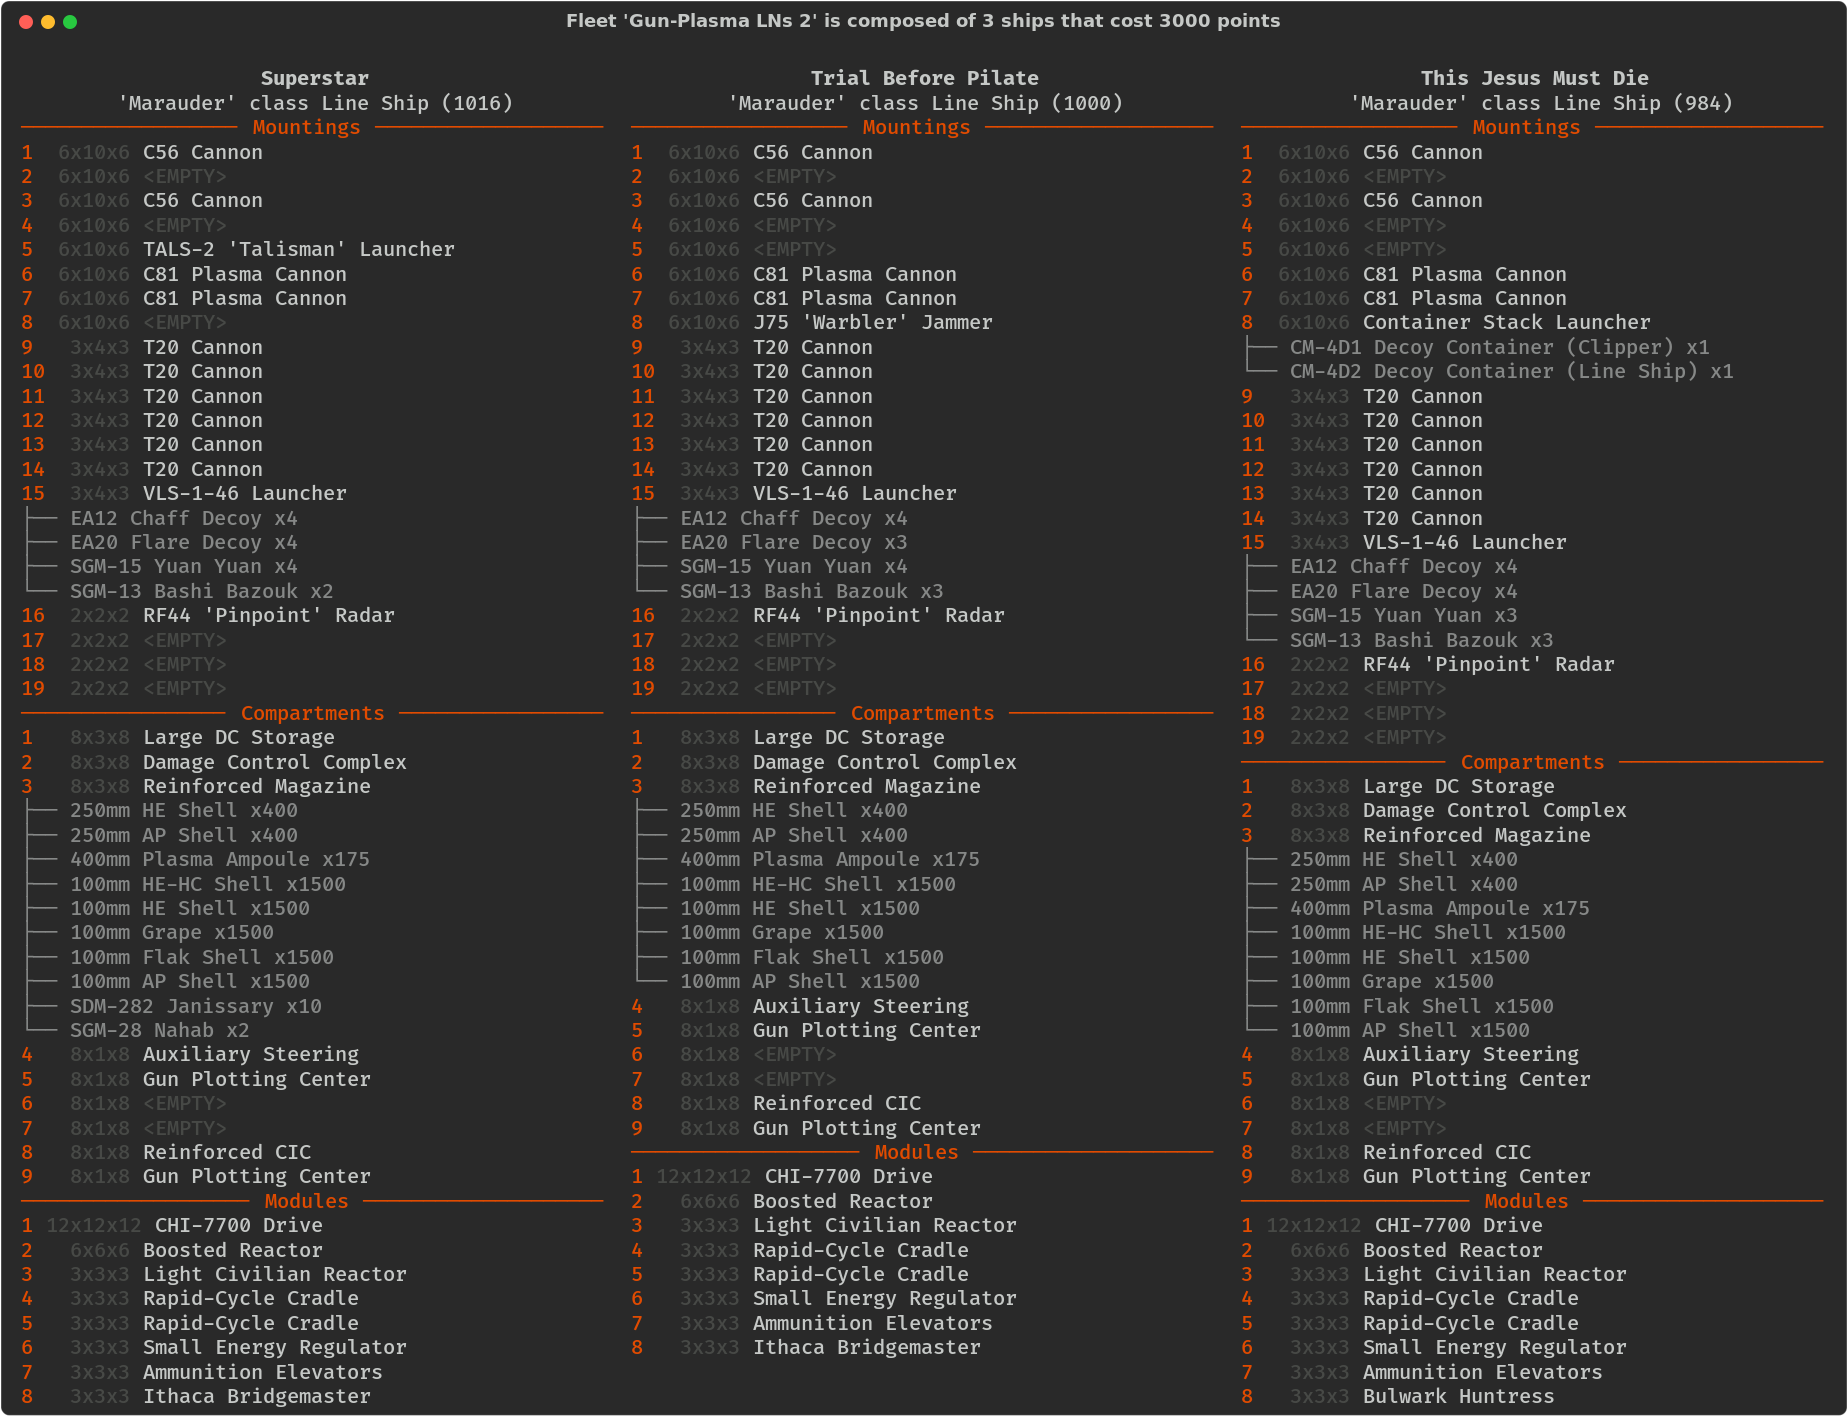 Fleet 'Gun-Plasma LNs 2' is composed of 3 ships that cost 3000 points
Superstar
'Marauder' class Line Ship (1016)
Mountings
1 6x10x6 C56 Cannon
2 6x10x6 <EMPTY>
3 6x10x6 C56 Cannon
4 6x10x6 <EMPTY>
5 6x10x6 TALS-2 'Talisman' Launcher
6 6x10x6 C81 Plasma Cannon
7 6x10x6 C81 Plasma Cannon
8 6x10x6 <EMPTY>
9 3x4x3 T20 Cannon
10 3x4x3 T20 Cannon
11 3x4x3 T20 Cannon
12 3x4x3 T20 Cannon
13 3x4x3 T20 Cannon
14 3x4x3 T20 Cannon
15 3x4x3 VLS-1-46 Launcher
EA12 Chaff Decoy x4
EA20 Flare Decoy x4
SGM-15 Yuan Yuan x4
SGM-13 Bashi Bazouk x2
16 2x2x2 RF44 'Pinpoint' Radar
17 2x2x2 <EMPTY>
18 2x2x2 <EMPTY>
19 2x2x2 <EMPTY>
Compartments
1 8x3x8 Large DC Storage
2 8x3x8 Damage Control Complex
3 8x3x8 Reinforced Magazine
250mm HE Shell x400
250mm AP Shell x400
400mm Plasma Ampoule x175
100mm HE-HC Shell x1500
100mm HE Shell x1500
100mm Grape x1500
100mm Flak Shell x1500
100mm AP Shell x1500
SDM-282 Janissary x10
SGM-28 Nahab x2
4 8x1x8 Auxiliary Steering
5 8x1x8 Gun Plotting Center
6 8x1x8 <EMPTY>
7 8x1x8 <EMPTY>
8 8x1x8 Reinforced CIC
9 8x1x8 Gun Plotting Center
Modules
1 12x12x12 CHI-7700 Drive
2 6x6x6 Boosted Reactor
3 3x3x3 Light Civilian Reactor
4 3x3x3 Rapid-Cycle Cradle
5 3x3x3 Rapid-Cycle Cradle
6 3x3x3 Small Energy Regulator
7 3x3x3 Ammunition Elevators
8 3x3x3 Ithaca Bridgemaster
Trial Before Pilate
'Marauder' class Line Ship (1000)
Mountings
1 6x10x6 C56 Cannon
2 6x10x6 <EMPTY>
3 6x10x6 C56 Cannon
4 6x10x6 <EMPTY>
5 6x10x6 <EMPTY>
6 6x10x6 C81 Plasma Cannon
7 6x10x6 C81 Plasma Cannon
8 6x10x6 J75 'Warbler' Jammer
9 3x4x3 T20 Cannon
10 3x4x3 T20 Cannon
11 3x4x3 T20 Cannon
12 3x4x3 T20 Cannon
13 3x4x3 T20 Cannon
14 3x4x3 T20 Cannon
15 3x4x3 VLS-1-46 Launcher
EA12 Chaff Decoy x4
EA20 Flare Decoy x3
SGM-15 Yuan Yuan x4
SGM-13 Bashi Bazouk x3
16 2x2x2 RF44 'Pinpoint' Radar
17 2x2x2 <EMPTY>
18 2x2x2 <EMPTY>
19 2x2x2 <EMPTY>
Compartments
1 8x3x8 Large DC Storage
2 8x3x8 Damage Control Complex
3 8x3x8 Reinforced Magazine
250mm HE Shell x400
250mm AP Shell x400
400mm Plasma Ampoule x175
100mm HE-HC Shell x1500
100mm HE Shell x1500
100mm Grape x1500
100mm Flak Shell x1500
100mm AP Shell x1500
4 8x1x8 Auxiliary Steering
5 8x1x8 Gun Plotting Center
6 8x1x8 <EMPTY>
7 8x1x8 <EMPTY>
8 8x1x8 Reinforced CIC
9 8x1x8 Gun Plotting Center
Modules
1 12x12x12 CHI-7700 Drive
2 6x6x6 Boosted Reactor
3 3x3x3 Light Civilian Reactor
4 3x3x3 Rapid-Cycle Cradle
5 3x3x3 Rapid-Cycle Cradle
6 3x3x3 Small Energy Regulator
7 3x3x3 Ammunition Elevators
8 3x3x3 Ithaca Bridgemaster
This Jesus Must Die
'Marauder' class Line Ship (984)
Mountings
1 6x10x6 C56 Cannon
2 6x10x6 <EMPTY>
3 6x10x6 C56 Cannon
4 6x10x6 <EMPTY>
5 6x10x6 <EMPTY>
6 6x10x6 C81 Plasma Cannon
7 6x10x6 C81 Plasma Cannon
8 6x10x6 Container Stack Launcher
CM-4D1 Decoy Container (Clipper) x1
CM-4D2 Decoy Container (Line Ship) x1
9 3x4x3 T20 Cannon
10 3x4x3 T20 Cannon
11 3x4x3 T20 Cannon
12 3x4x3 T20 Cannon
13 3x4x3 T20 Cannon
14 3x4x3 T20 Cannon
15 3x4x3 VLS-1-46 Launcher
EA12 Chaff Decoy x4
EA20 Flare Decoy x4
SGM-15 Yuan Yuan x3
SGM-13 Bashi Bazouk x3
16 2x2x2 RF44 'Pinpoint' Radar
17 2x2x2 <EMPTY>
18 2x2x2 <EMPTY>
19 2x2x2 <EMPTY>
Compartments
1 8x3x8 Large DC Storage
2 8x3x8 Damage Control Complex
3 8x3x8 Reinforced Magazine
250mm HE Shell x400
250mm AP Shell x400
400mm Plasma Ampoule x175
100mm HE-HC Shell x1500
100mm HE Shell x1500
100mm Grape x1500
100mm Flak Shell x1500
100mm AP Shell x1500
4 8x1x8 Auxiliary Steering
5 8x1x8 Gun Plotting Center
6 8x1x8 <EMPTY>
7 8x1x8 <EMPTY>
8 8x1x8 Reinforced CIC
9 8x1x8 Gun Plotting Center
Modules
1 12x12x12 CHI-7700 Drive
2 6x6x6 Boosted Reactor
3 3x3x3 Light Civilian Reactor
4 3x3x3 Rapid-Cycle Cradle
5 3x3x3 Rapid-Cycle Cradle
6 3x3x3 Small Energy Regulator
7 3x3x3 Ammunition Elevators
8 3x3x3 Bulwark Huntress